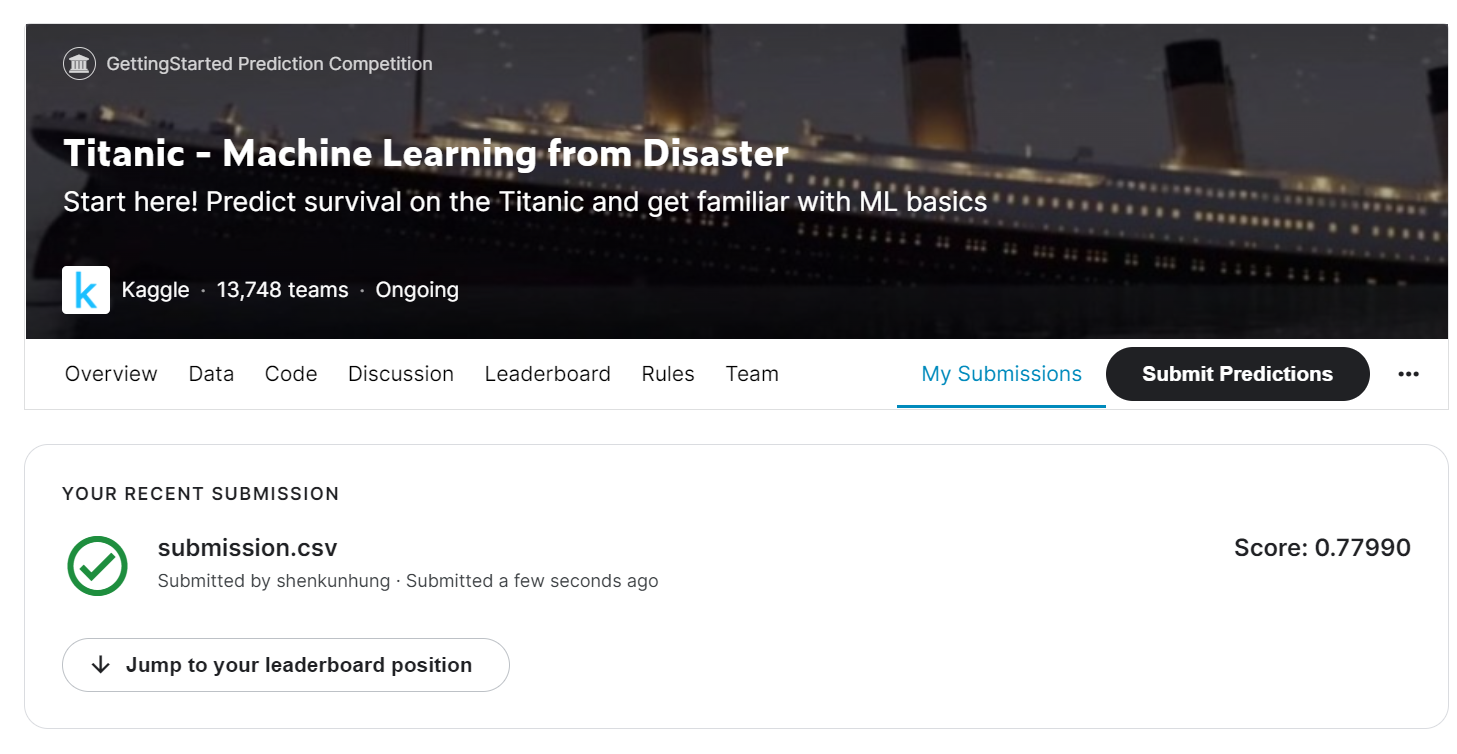 GettingStarted Prediction Competition
Titanic - Machine Learning from Disaster
Start here! Predict survival on the Titanic and get familiar with ML basics
k Kaggle · 13,748 teams · Ongoing
Overview Data Code Discussion Leaderboard Rules Team My Submissions Submit Predictions
YOUR RECENT SUBMISSION
submission.csv Score: 0.77990
Submitted by shenkunhung · Submitted a few seconds ago
Jump to your leaderboard position